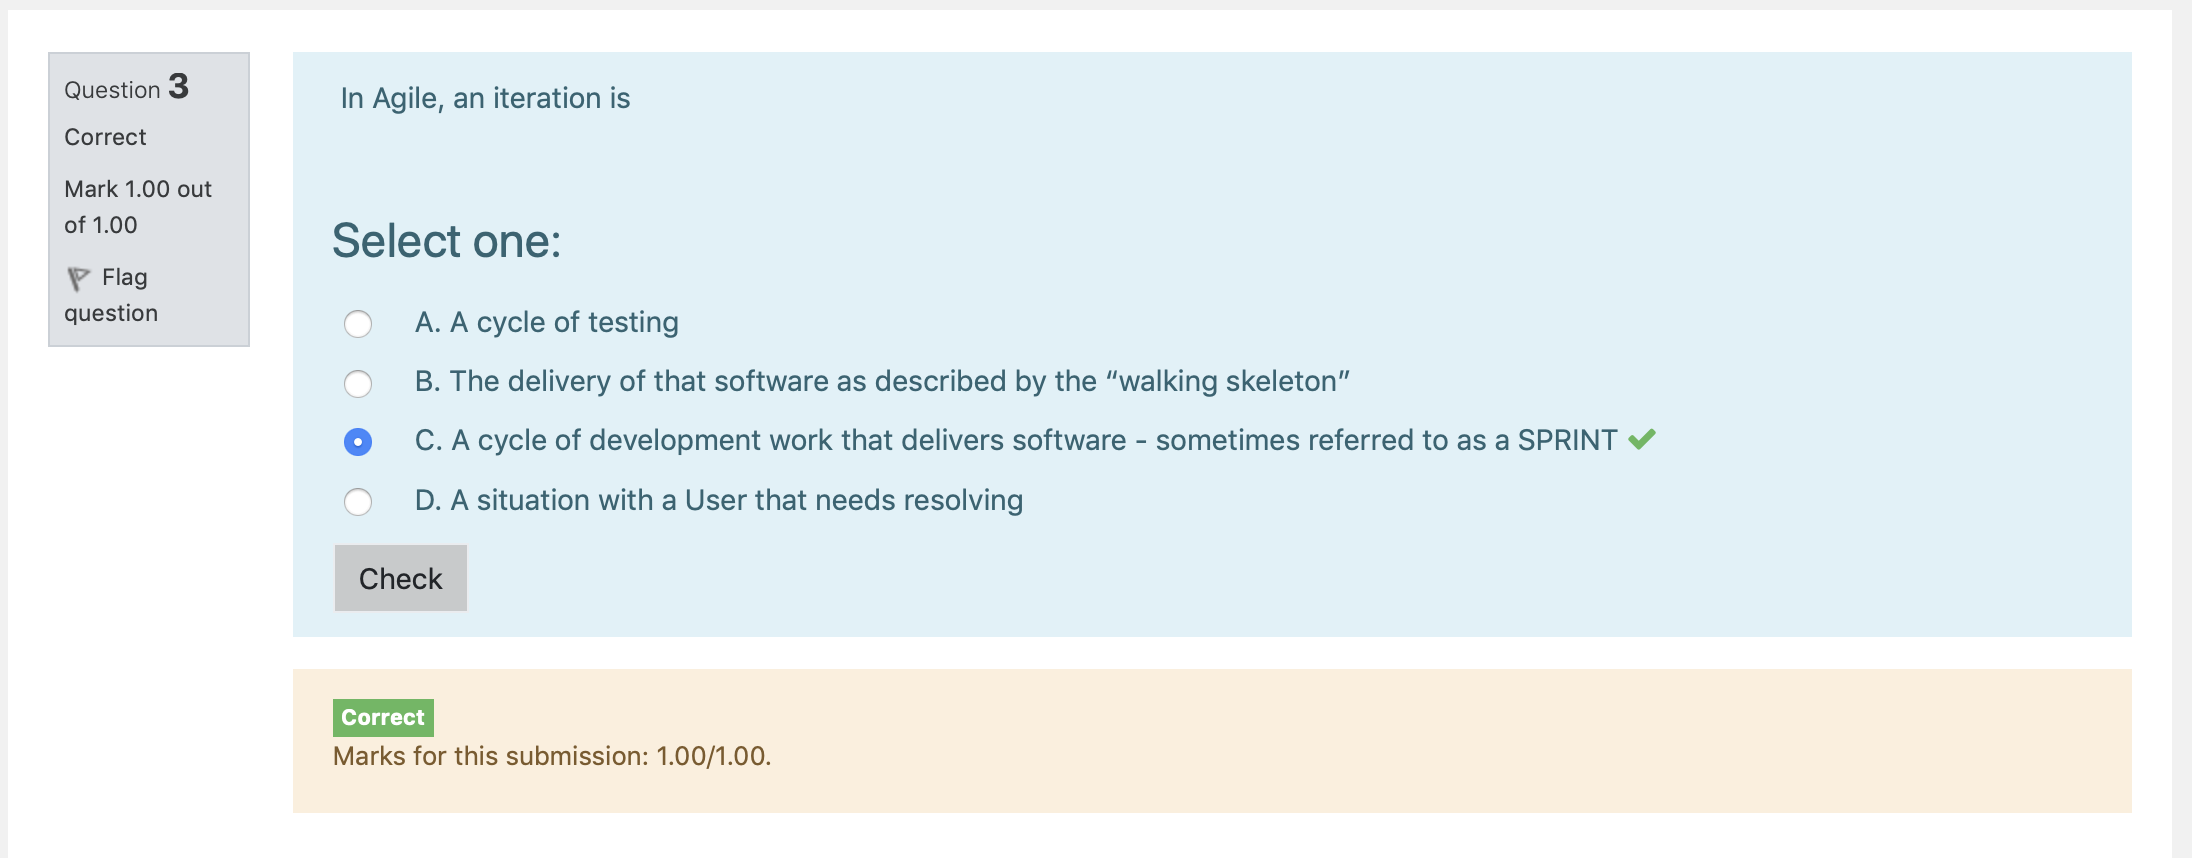 Question 3
Correct
Mark 1.00 out
of 1.00
Flag
question
In Agile, an iteration is
Select one:
A. A cycle of testing
B. The delivery of that software as described by the “walking skeleton”
C. A cycle of development work that delivers software - sometimes referred to as a SPRINT
D. A situation with a User that needs resolving
Check
Correct
Marks for this submission: 1.00/1.00.